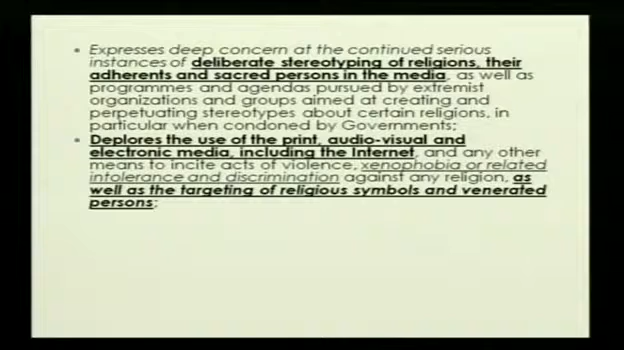 • Expresses deep concern at the continued serious
instances of deliberate stereotyping of religions, their
adherents and sacred persons in the media, as well as
programmes and agendas pursued by extremist
organizations and groups aimed at creating and
perpetuating stereotypes about certain religions, in
particular when condoned by Governments;
• Deplores the use of the print, audio-visual and
electronic media, including the Internet, and any other
means to incite acts of violence, xenophobia or related
intolerance and discrimination against any religion, as
well as the targeting of religious symbols and venerated
persons;